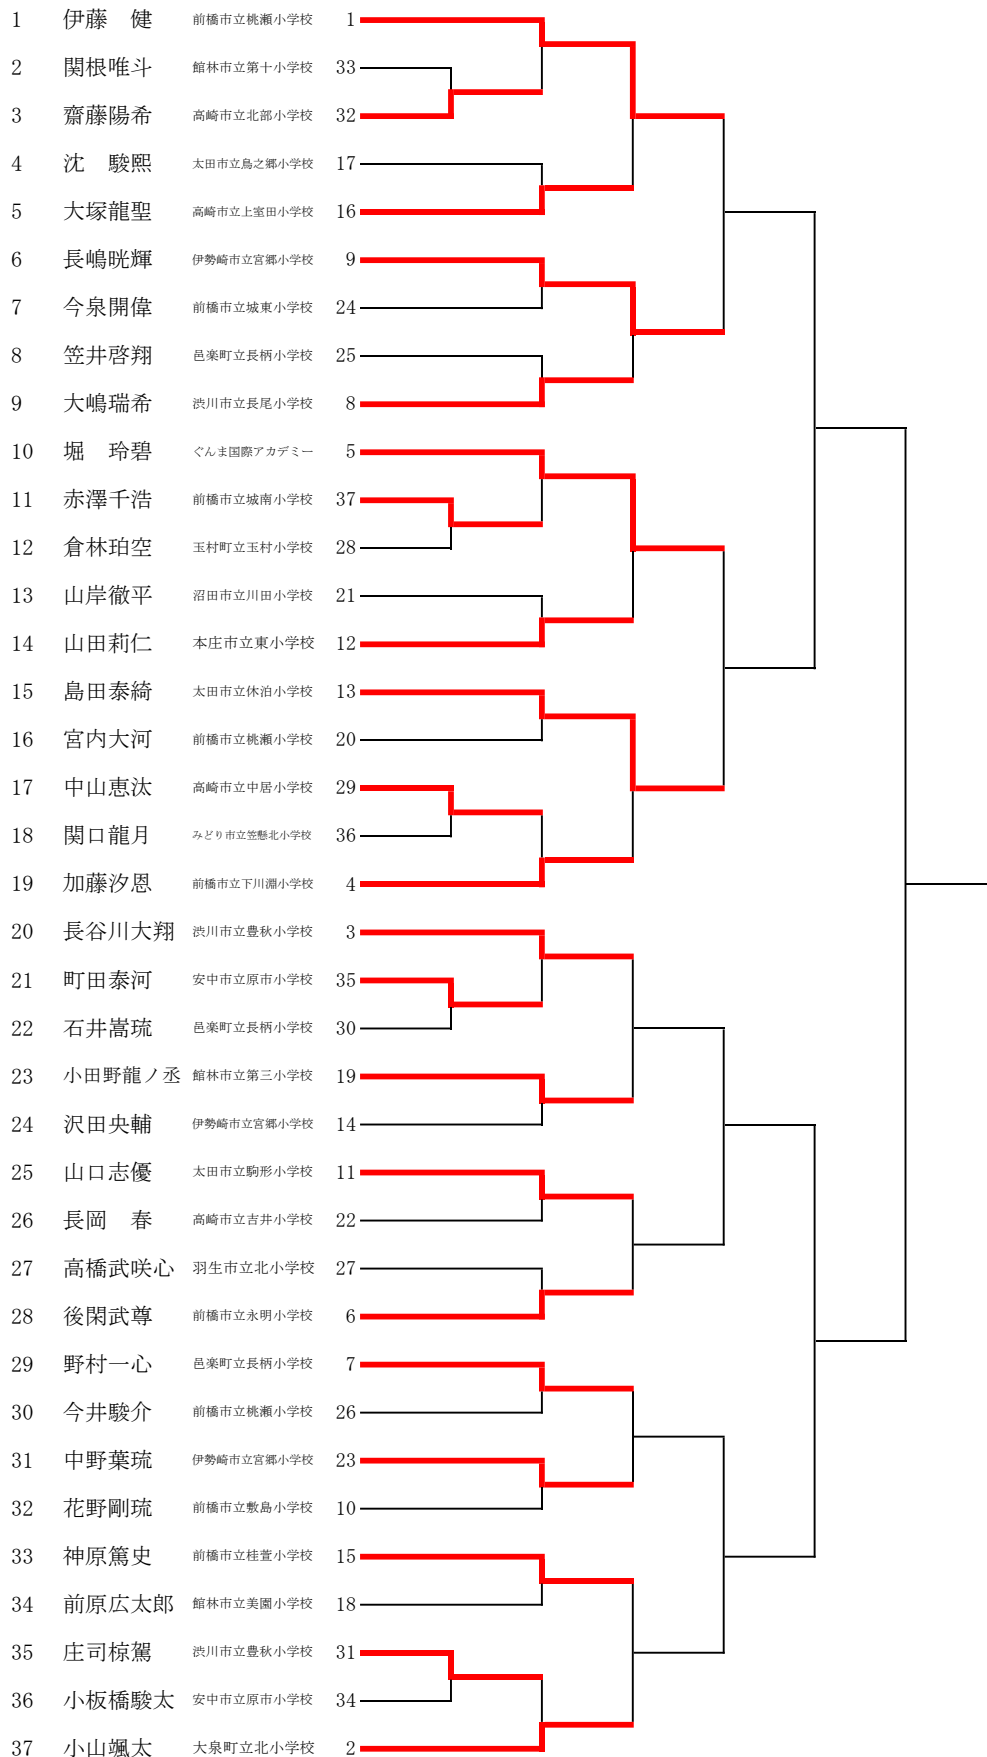 1 伊藤　健 前橋市立桃瀬小学校 1
2 関根唯斗 館林市立第十小学校 33
3 齋藤陽希 高崎市立北部小学校 32
4 沈　駿熙 太田市立鳥之郷小学校 17
5 大塚龍聖 高崎市立上室田小学校 16
6 長嶋晄輝 伊勢崎市立宮郷小学校 9
7 今泉開偉 前橋市立城東小学校 24
8 笠井啓翔 邑楽町立長柄小学校 25
9 大嶋瑞希 渋川市立長尾小学校 8
10 堀　玲碧 ぐんま国際アカデミー 5
11 赤澤千浩 前橋市立城南小学校 37
12 倉林珀空 玉村町立玉村小学校 28
13 山岸徹平 沼田市立川田小学校 21
14 山田莉仁 本庄市立東小学校 12
15 島田泰綺 太田市立休泊小学校 13
16 宮内大河 前橋市立桃瀬小学校 20
17 中山恵汰 高崎市立中居小学校 29
18 関口龍月 みどり市立笠懸北小学校 36
19 加藤汐恩 前橋市立下川淵小学校 4
20 長谷川大翔 渋川市立豊秋小学校 3
21 町田泰河 安中市立原市小学校 35
22 石井嵩琉 邑楽町立長柄小学校 30
23 小田野龍ノ丞 館林市立第三小学校 19
24 沢田央輔 伊勢崎市立宮郷小学校 14
25 山口志優 太田市立駒形小学校 11
26 長岡　春 高崎市立吉井小学校 22
27 高橋武咲心 羽生市立北小学校 27
28 後閑武尊 前橋市立永明小学校 6
29 野村一心 邑楽町立長柄小学校 7
30 今井駿介 前橋市立桃瀬小学校 26
31 中野葉琉 伊勢崎市立宮郷小学校 23
32 花野剛琉 前橋市立敷島小学校 10
33 神原篤史 前橋市立桂萱小学校 15
34 前原広太郎 館林市立美園小学校 18
35 庄司椋駕 渋川市立豊秋小学校 31
36 小板橋駿太 安中市立原市小学校 34
37 小山颯太 大泉町立北小学校 2